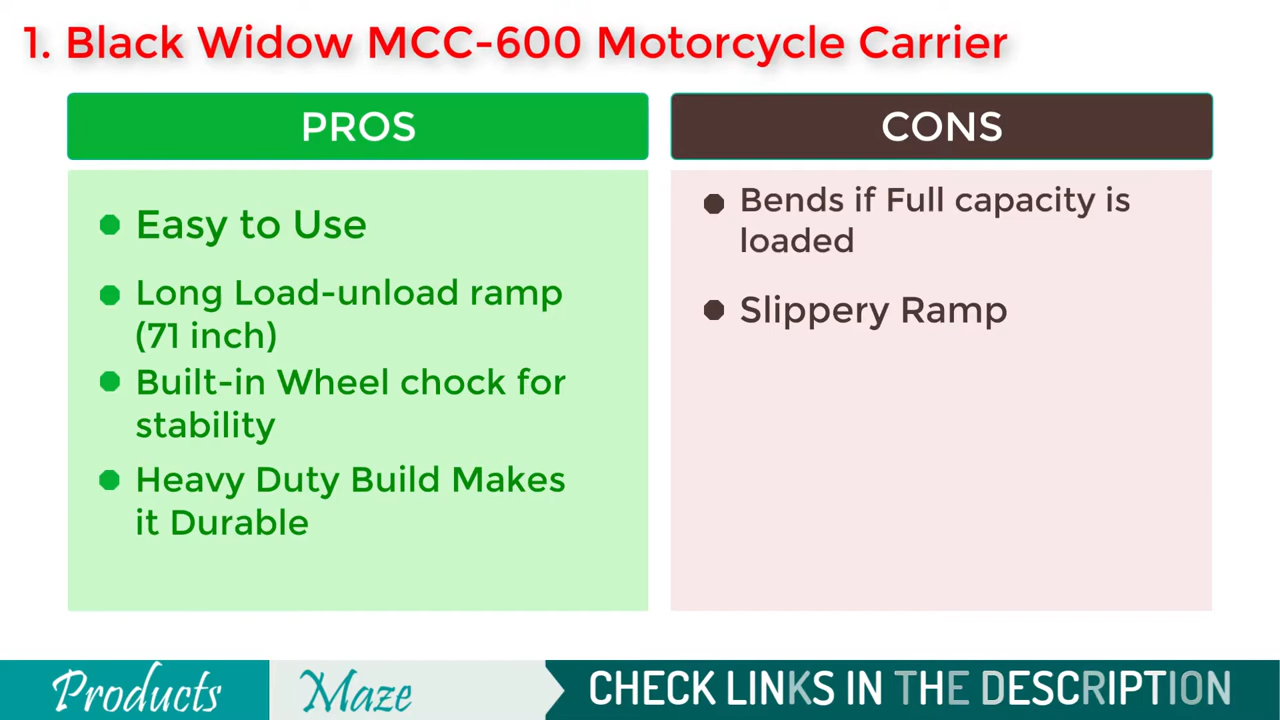 1. Black Widow MCC-600 Motorcycle Carrier
PROS
Easy to Use
Long Load-unload ramp
(71 inch)
Built-in Wheel chock for
stability
Heavy Duty Build Makes
it Durable
CONS
Bends if Full capacity is
loaded
Slippery Ramp
Products Maze
CHECK LINKS IN THE DESCRIPTION